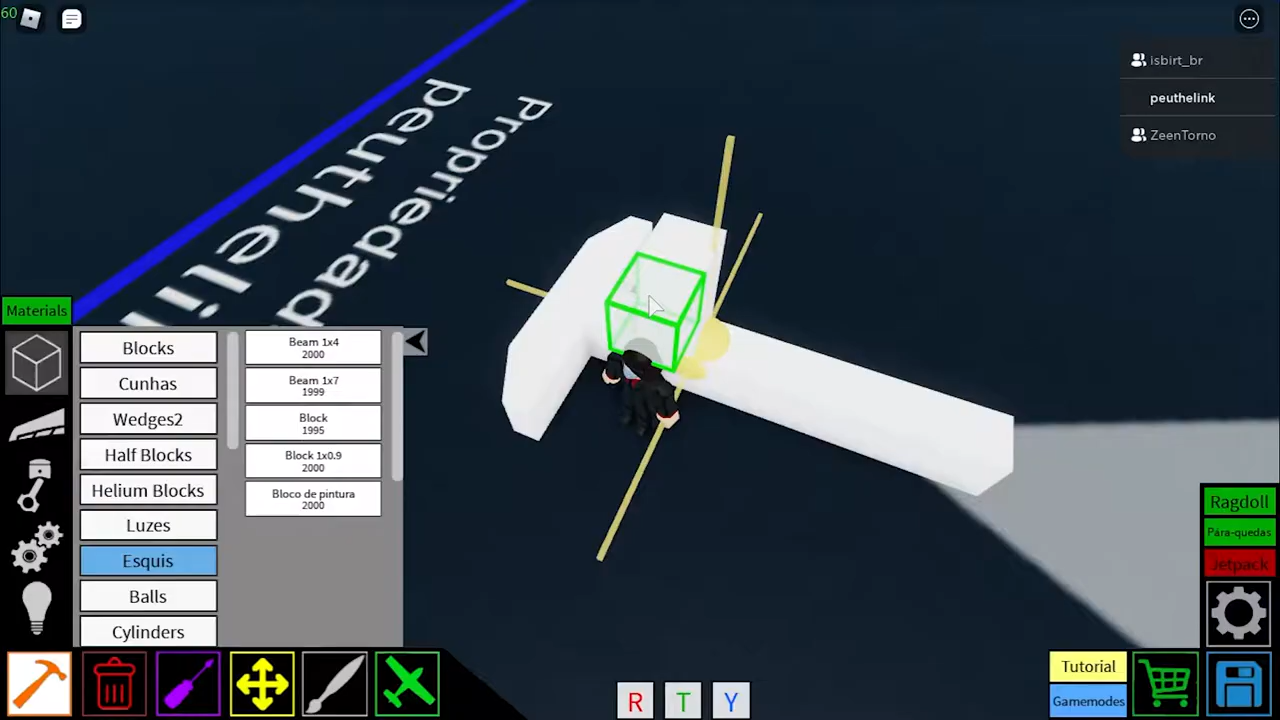 60
isbirt_br
peuthelink
ZeenTorno
Propriedad
peutheli
Materials
Blocks
Cunhas
Wedges2
Half Blocks
Helium Blocks
Luzes
Esquis
Balls
Cylinders
Beam 1x4
2000
Beam 1x7
1999
Block
1995
Block 1x0.9
2000
Bloco de pintura
2000
Ragdoll
Pára-quedas
Jetpack
Tutorial
Gamemodes
R T Y